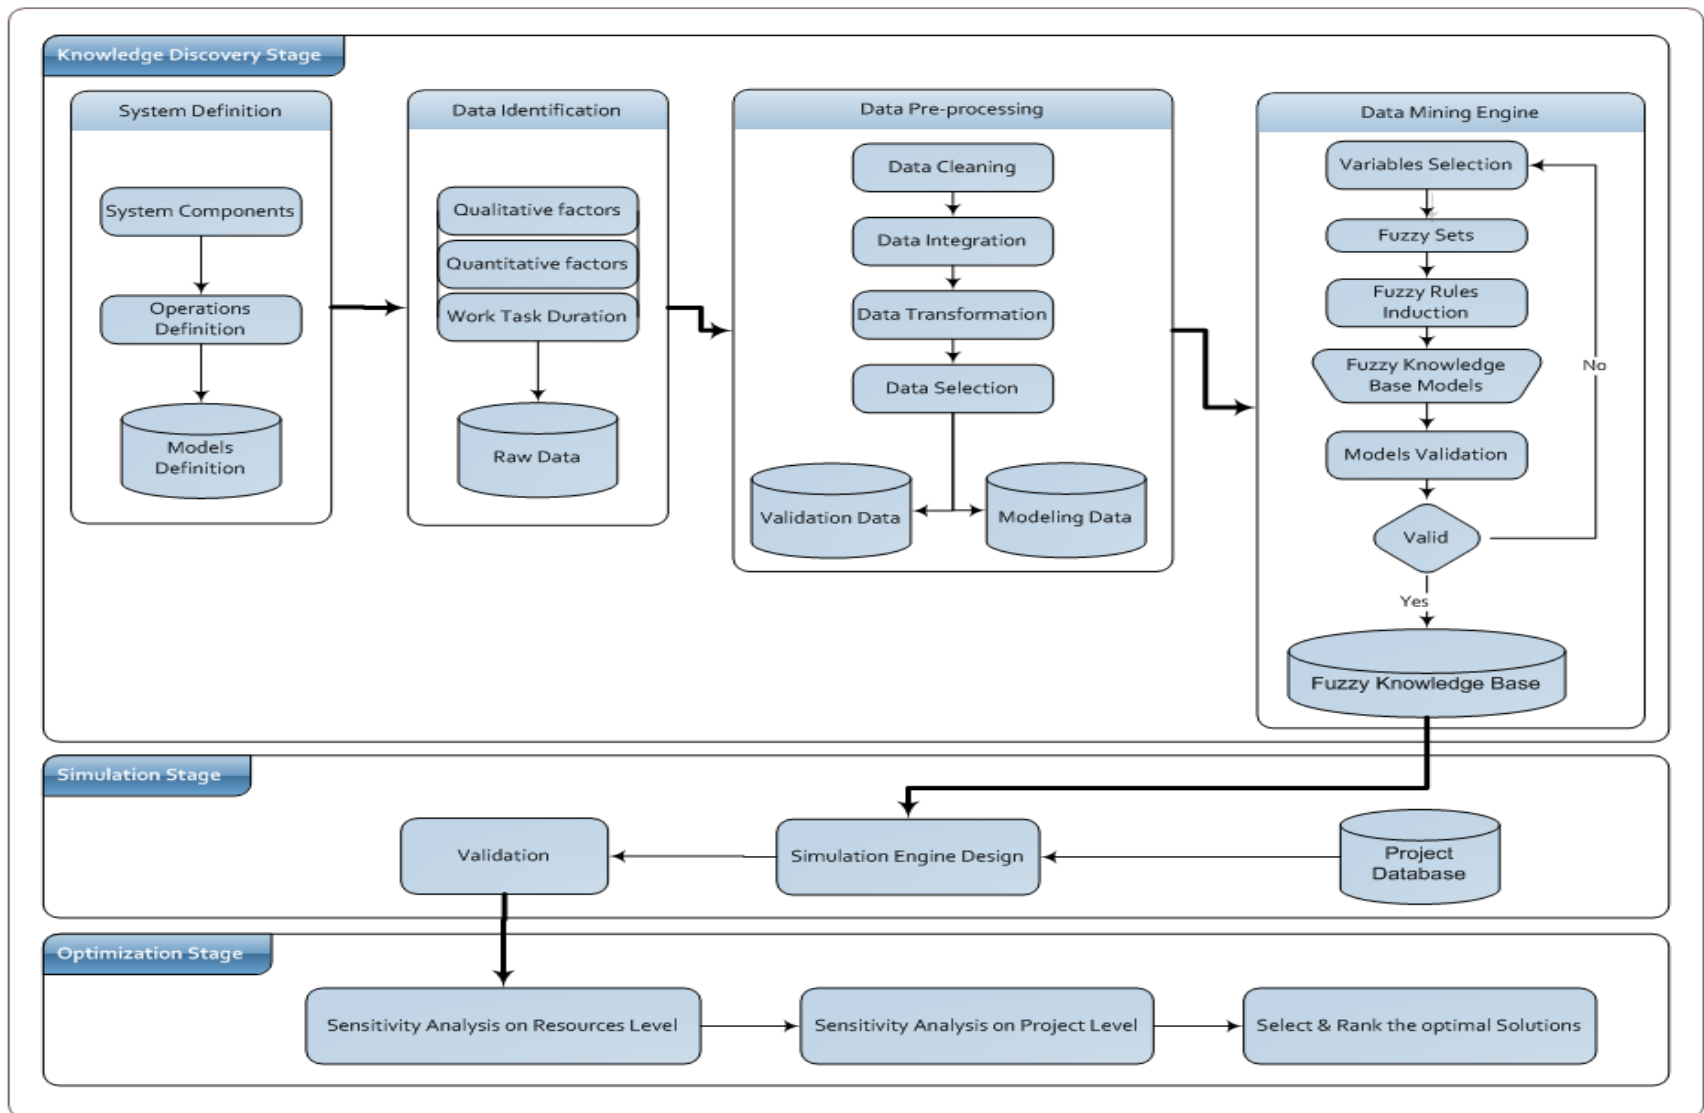 Knowledge Discovery Stage
System Definition
System Components
Operations
Definition
Models
Definition
Data Identification
Qualitative factors
Quantitative factors
Work Task Duration
Raw Data
Data Pre-processing
Data Cleaning
Data Integration
Data Transformation
Data Selection
Validation Data
Modeling Data
Data Mining Engine
Variables Selection
Fuzzy Sets
Fuzzy Rules
Induction
Fuzzy Knowledge
Base Models
Models Validation
Valid
No
Yes
Fuzzy Knowledge Base
Simulation Stage
Validation
Simulation Engine Design
Project
Database
Optimization Stage
Sensitivity Analysis on Resources Level
Sensitivity Analysis on Project Level
Select & Rank the optimal Solutions